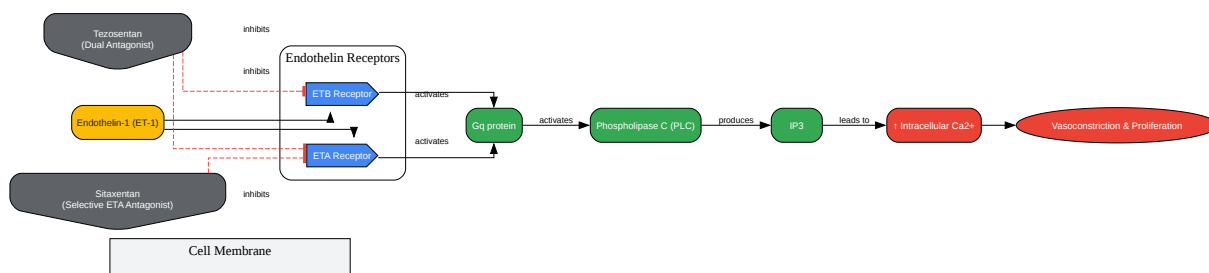 Tezosentan
(Dual Antagonist)
inhibits
inhibits
Endothelin Receptors
ETB Receptor
activates
Endothelin-1 (ET-1)
Gq protein
activates
Phospholipase C (PLC)
produces
IP3
leads to
↑ Intracellular Ca2+
Vasoconstriction & Proliferation
activates
ETA Receptor
Sitaxentan
(Selective ETA Antagonist)
inhibits
Cell Membrane